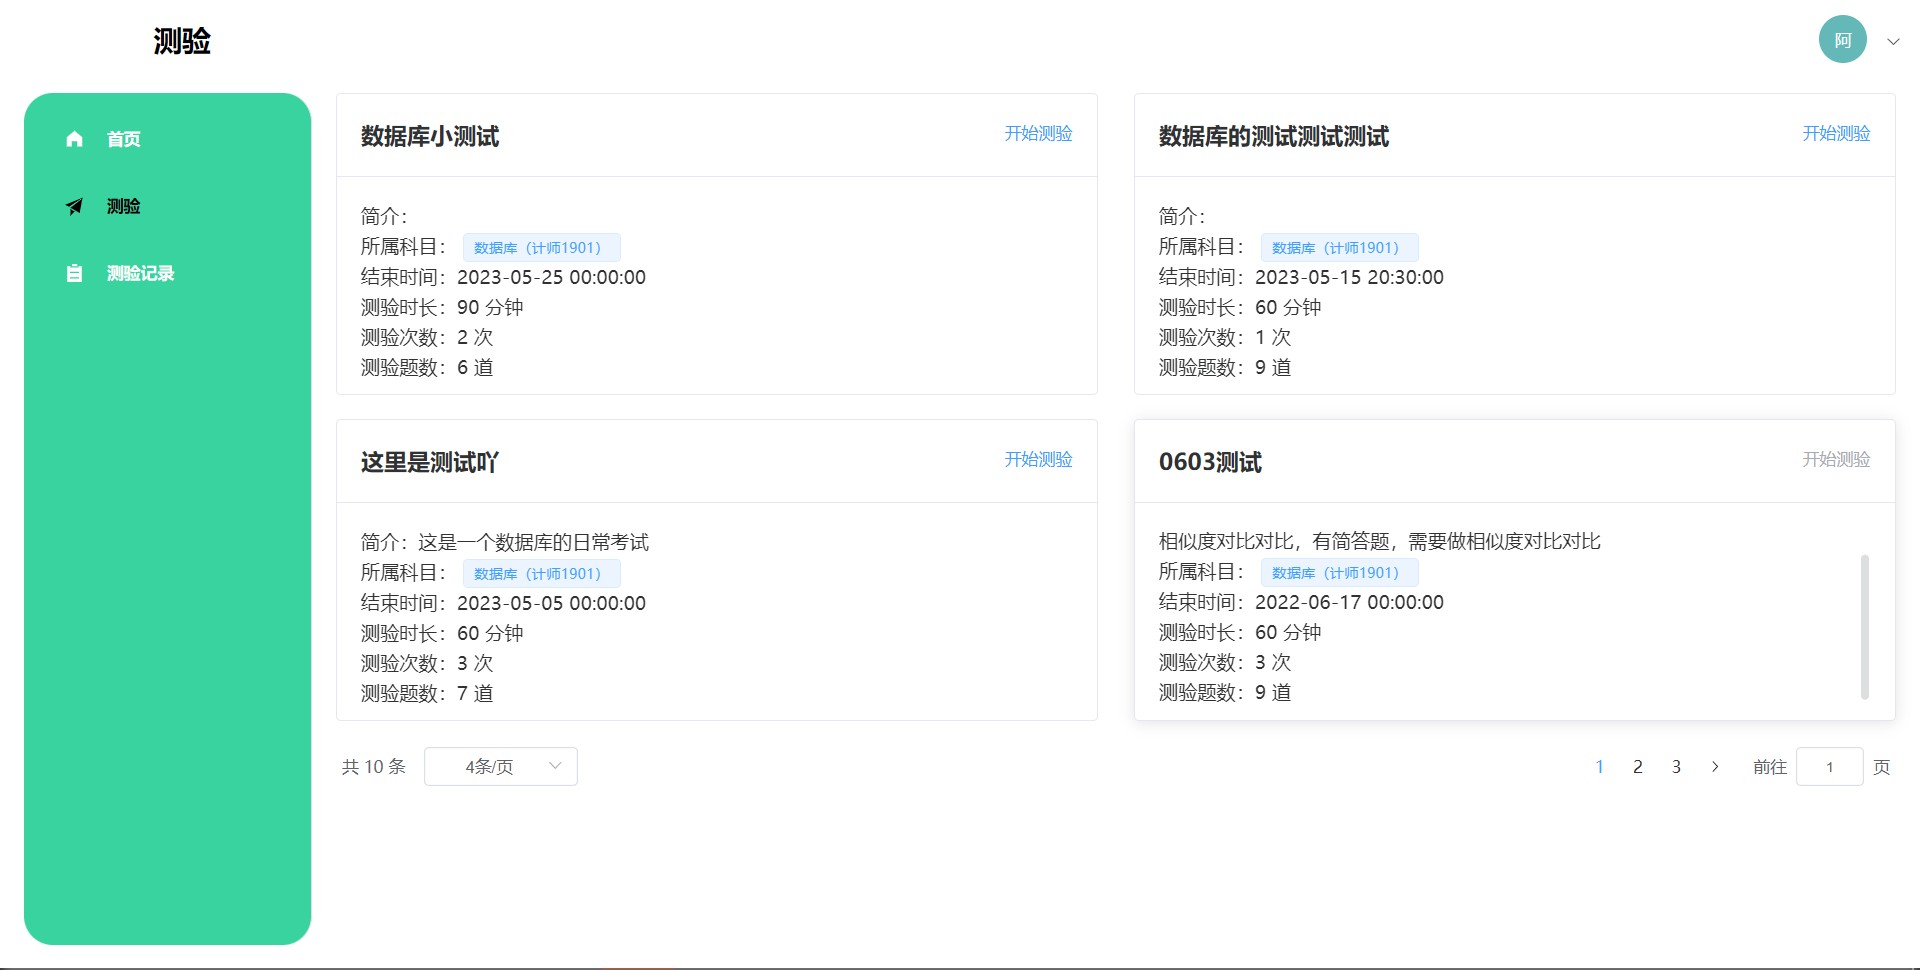 测验
阿
首页
测验
测验记录
数据库小测试
开始测验
简介：
所属科目： 数据库（计师1901）
结束时间：2023-05-25 00:00:00
测验时长：90 分钟
测验次数：2 次
测验题数：6 道
数据库的测试测试测试
开始测验
简介：
所属科目： 数据库（计师1901）
结束时间：2023-05-15 20:30:00
测验时长：60 分钟
测验次数：1 次
测验题数：9 道
这里是测试吖
开始测验
简介：这是一个数据库的日常考试
所属科目： 数据库（计师1901）
结束时间：2023-05-05 00:00:00
测验时长：60 分钟
测验次数：3 次
测验题数：7 道
0603测试
开始测验
相似度对比对比，有简答题，需要做相似度对比对比
所属科目： 数据库（计师1901）
结束时间：2022-06-17 00:00:00
测验时长：60 分钟
测验次数：3 次
测验题数：9 道
共 10 条 4条/页 1 2 3 前往 1 页